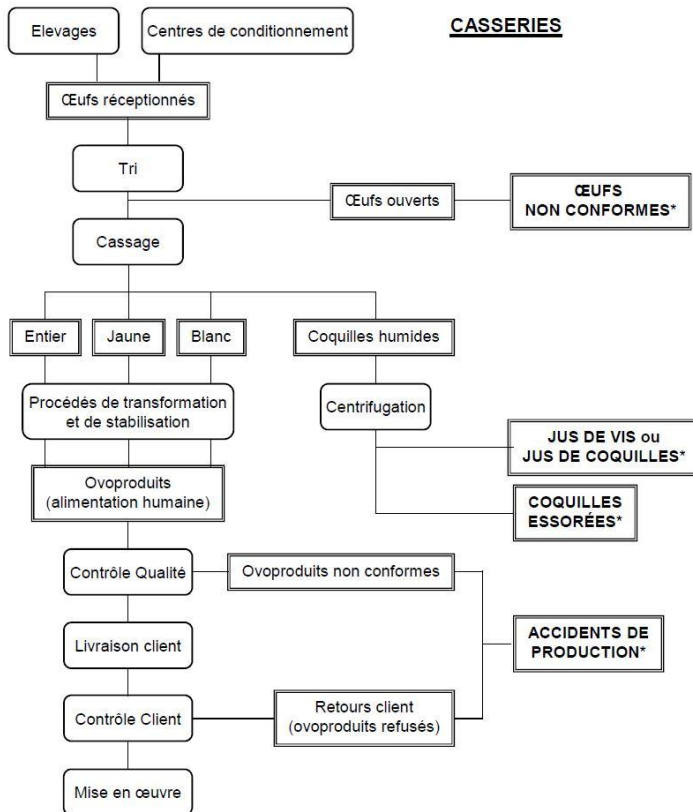 Elevages
Centres de conditionnement
CASSERIES
Œufs réceptionnés
Tri
Œufs ouverts
ŒUFS
NON CONFORMES*
Cassage
Entier
Jaune
Blanc
Coquilles humides
Procédés de transformation
et de stabilisation
Centrifugation
JUS DE VIS ou
JUS DE COQUILLES*
Ovoproduits
(alimentation humaine)
COQUILLES
ESSORÉES*
Contrôle Qualité
Ovoproduits non conformes
Livraison client
ACCIDENTS DE
PRODUCTION*
Contrôle Client
Retours client
(ovoproduits refusés)
Mise en œuvre